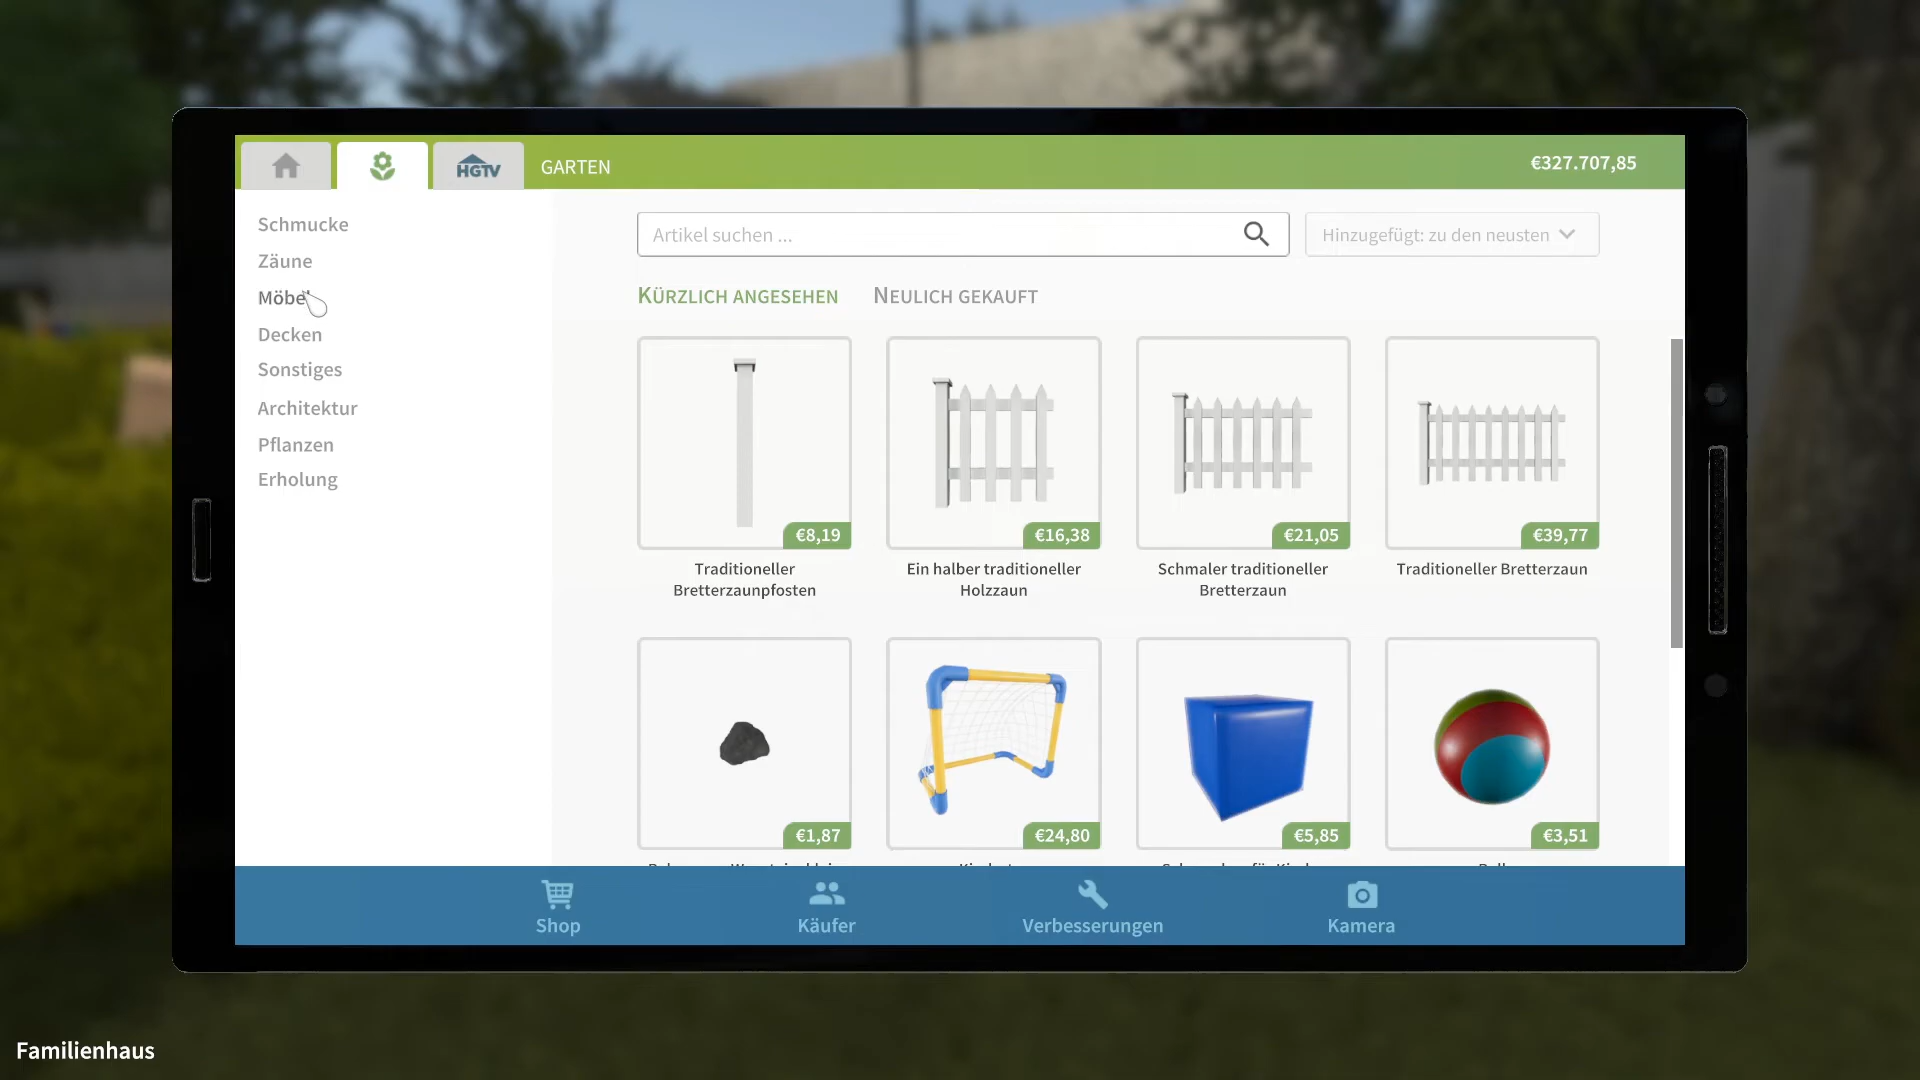 HGTV
GARTEN
€327.707,85
Schmucke
Zäune
Möbel
Decken
Sonstiges
Architektur
Pflanzen
Erholung
Artikel suchen ...
Hinzugefügt: zu den neusten
KÜRZLICH ANGESEHEN
NEULICH GEKAUFT
€8,19
€16,38
€21,05
€39,77
Traditioneller
Bretterzaunpfosten
Ein halber traditioneller
Holzzaun
Schmaler traditioneller
Bretterzaun
Traditioneller Bretterzaun
€1,87
€24,80
€5,85
€3,51
Shop
Käufer
Verbesserungen
Kamera
Familienhaus